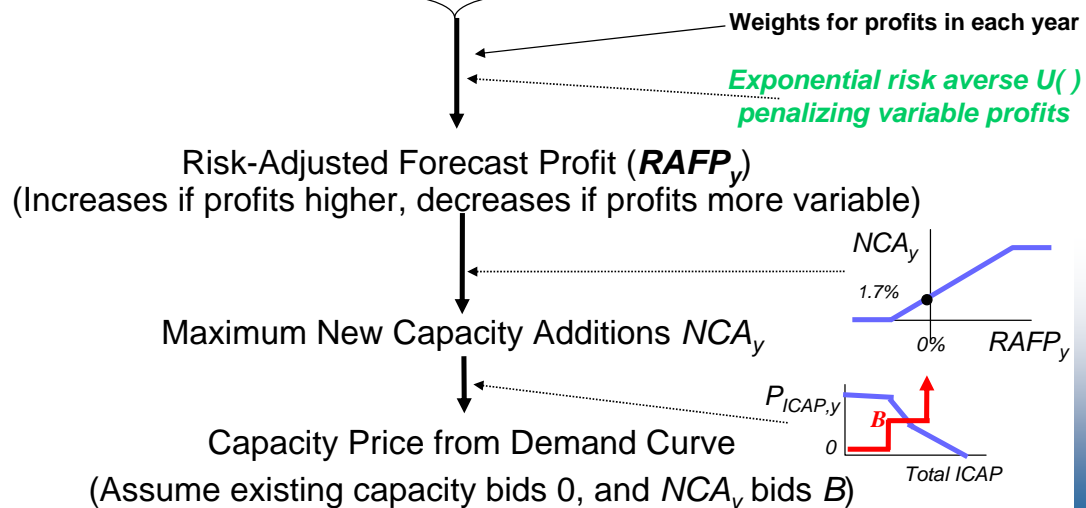 Weights for profits in each year
Exponential risk averse U( )
penalizing variable profits
Risk-Adjusted Forecast Profit (RAFPy)
(Increases if profits higher, decreases if profits more variable)
NCAy
1.7%
0%
RAFPy
Maximum New Capacity Additions NCAy
PICAP,y
B
0
Total ICAP
Capacity Price from Demand Curve
(Assume existing capacity bids 0, and NCAy bids B)